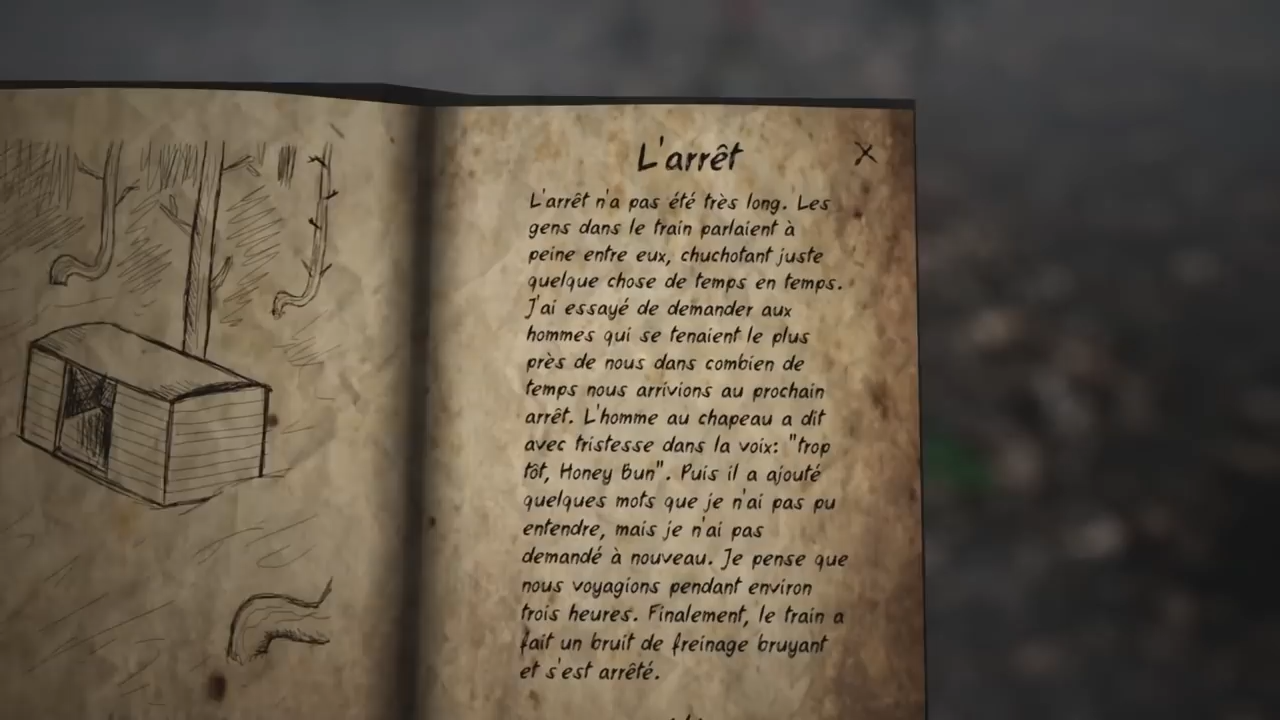 L'arrêt
L'arrêt n'a pas été très long. Les
gens dans le train parlaient à
peine entre eux, chuchotant juste
quelque chose de temps en temps.
J'ai essayé de demander aux
hommes qui se tenaient le plus
près de nous dans combien de
temps nous arrivions au prochain
arrêt. L'homme au chapeau a dit
avec tristesse dans la voix: "trop
tôt, Honey Bun". Puis il a ajouté
quelques mots que je n'ai pas pu
entendre, mais je n'ai pas
demandé à nouveau. Je pense que
nous voyagions pendant environ
trois heures. Finalement, le train a
fait un bruit de freinage bruyant
et s'est arrêté.